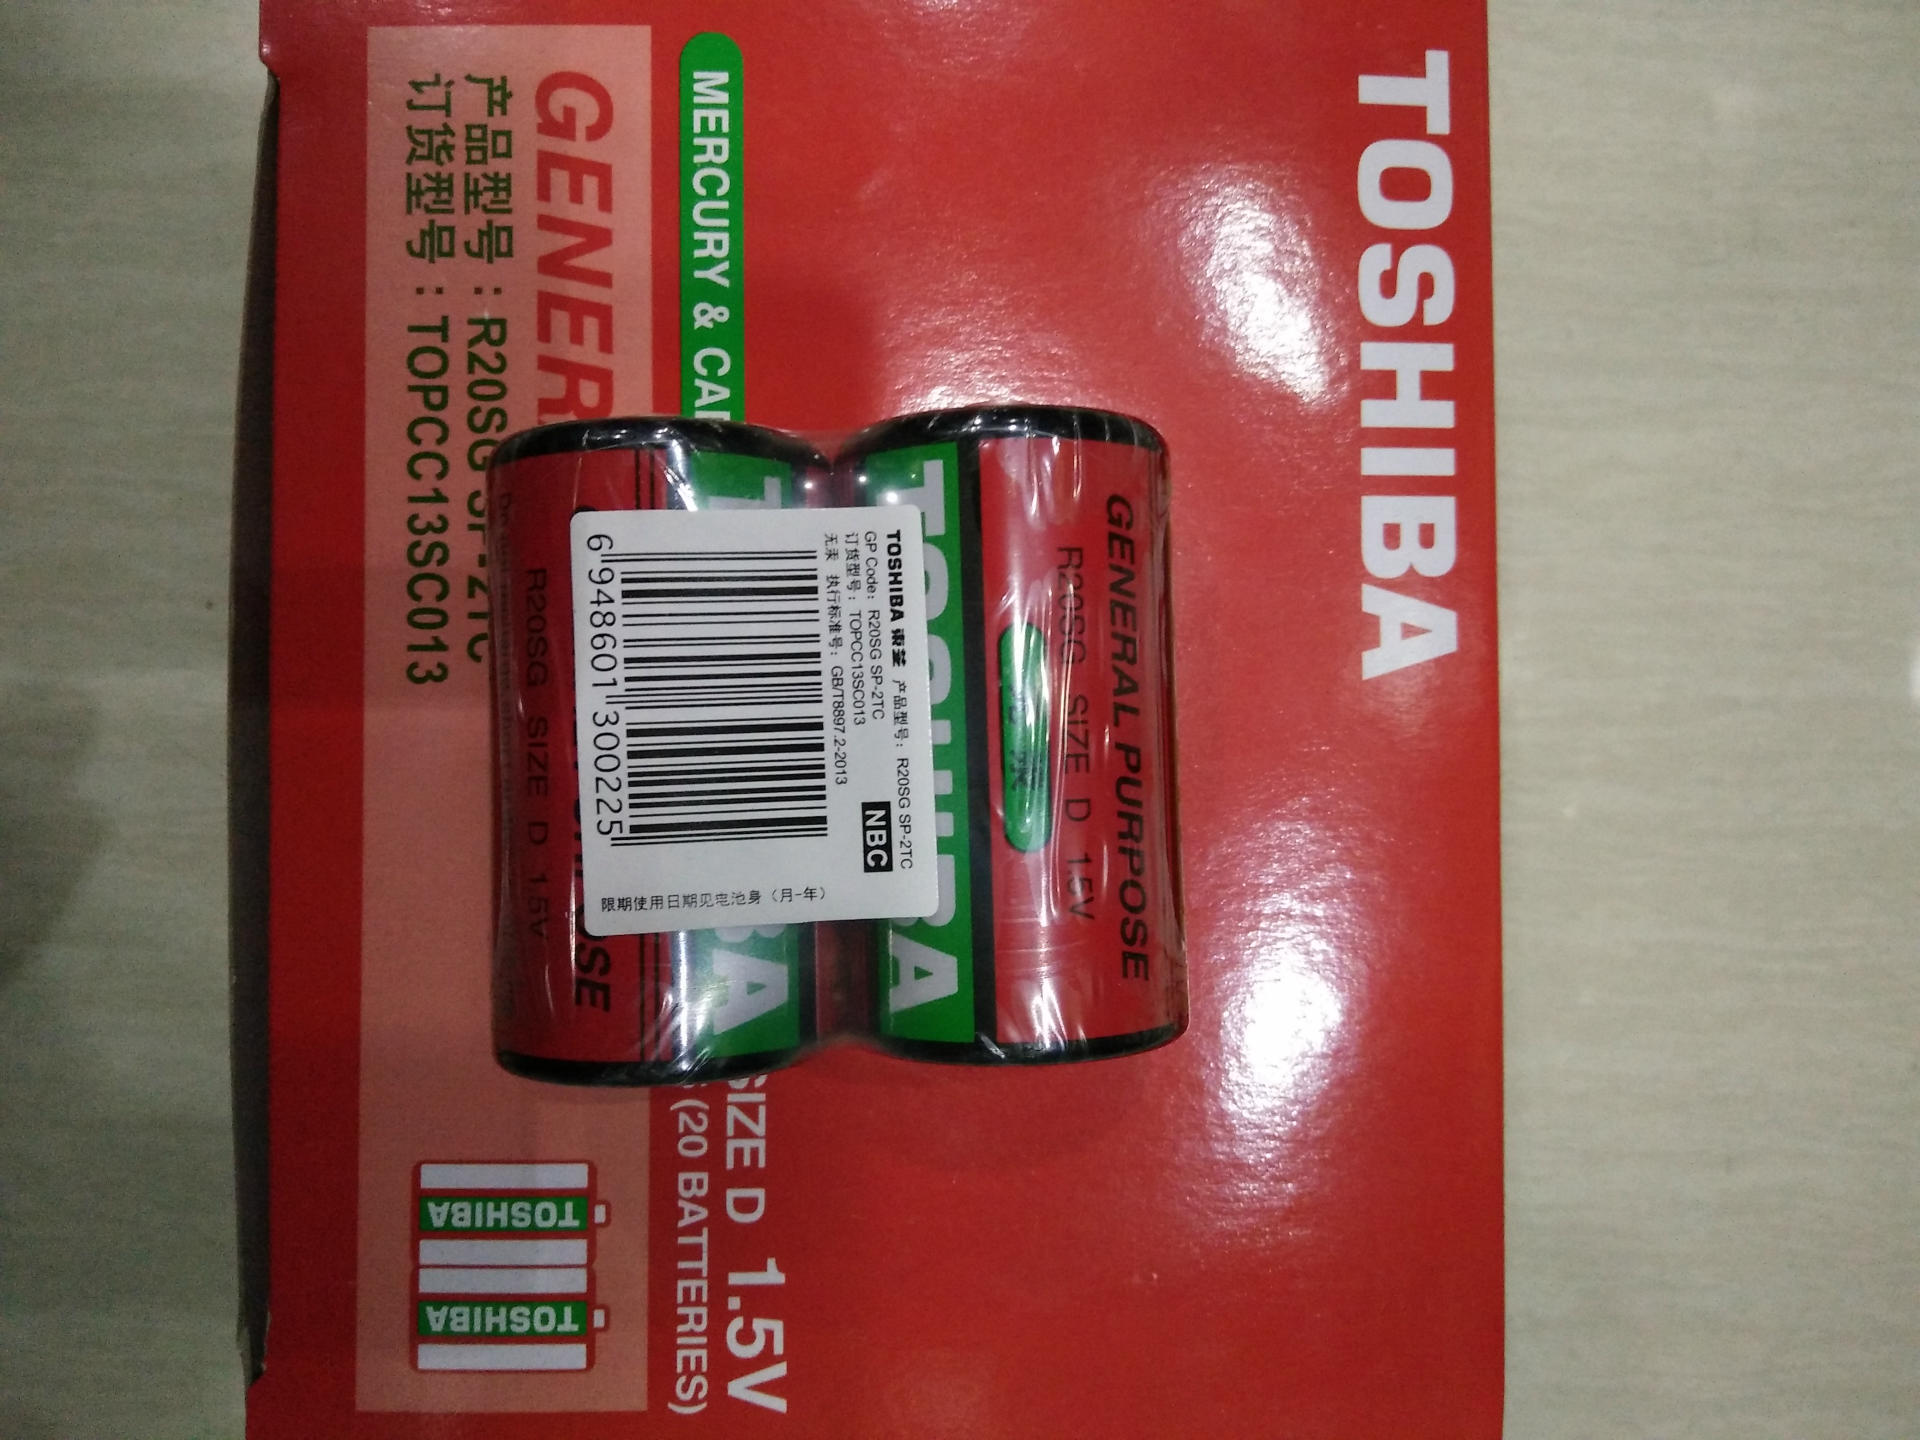 TOSHIBA
MERCURY &
SIZE D 1.5V
(20 BATTERIES)
产品型号：R20SG SP-2TC
订货型号：TOPCC13SC013
TOSHIBA
TOSHIBA
GENERAL PURPOSE
R20SG SIZE D 1.5V
TOSHIBA
TOSHIBA 产品型号：R20SG SP-2TC
GP Code：R20SG SP-2TC
订货型号：TOPCC13SC013
无汞 执行标准号：GB/T8897.2-2013
NBC
6 948601 300225
限期使用日期见电池身（月-年）
R20SG SIZE D 1.5V